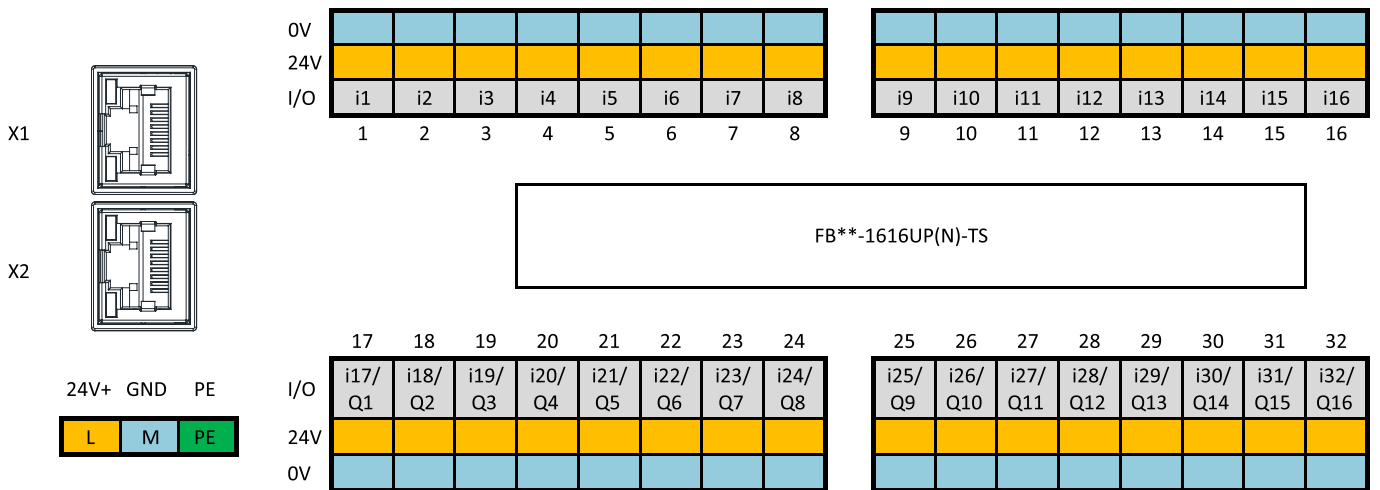 0V
24V
I/O i1 i2 i3 i4 i5 i6 i7 i8 i9 i10 i11 i12 i13 i14 i15 i16
1 2 3 4 5 6 7 8 9 10 11 12 13 14 15 16
X1
FB**-1616UP(N)-TS
X2
17 18 19 20 21 22 23 24 25 26 27 28 29 30 31 32
I/O i17/ i18/ i19/ i20/ i21/ i22/ i23/ i24/ i25/ i26/ i27/ i28/ i29/ i30/ i31/ i32/
Q1 Q2 Q3 Q4 Q5 Q6 Q7 Q8 Q9 Q10 Q11 Q12 Q13 Q14 Q15 Q16
24V
0V
24V+ GND PE
L M PE